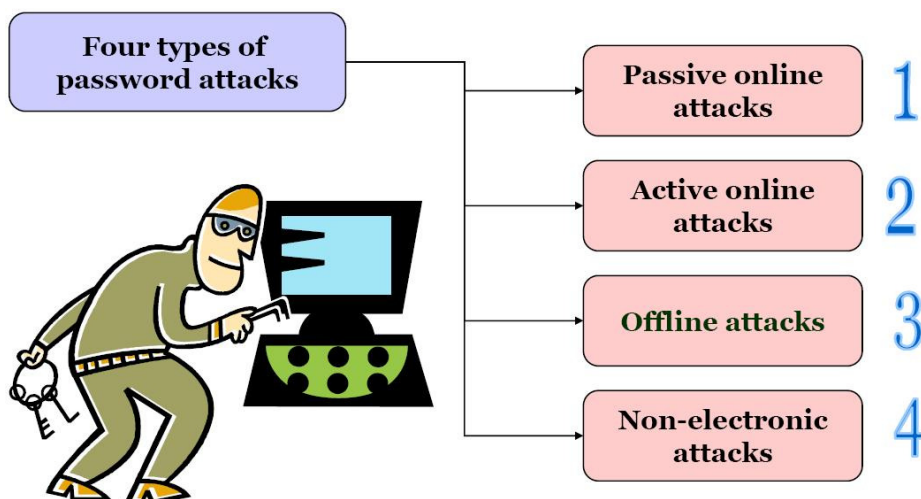 Four types of
password attacks
Passive online
attacks
1
Active online
attacks
2
Offline attacks
3
Non-electronic
attacks
4